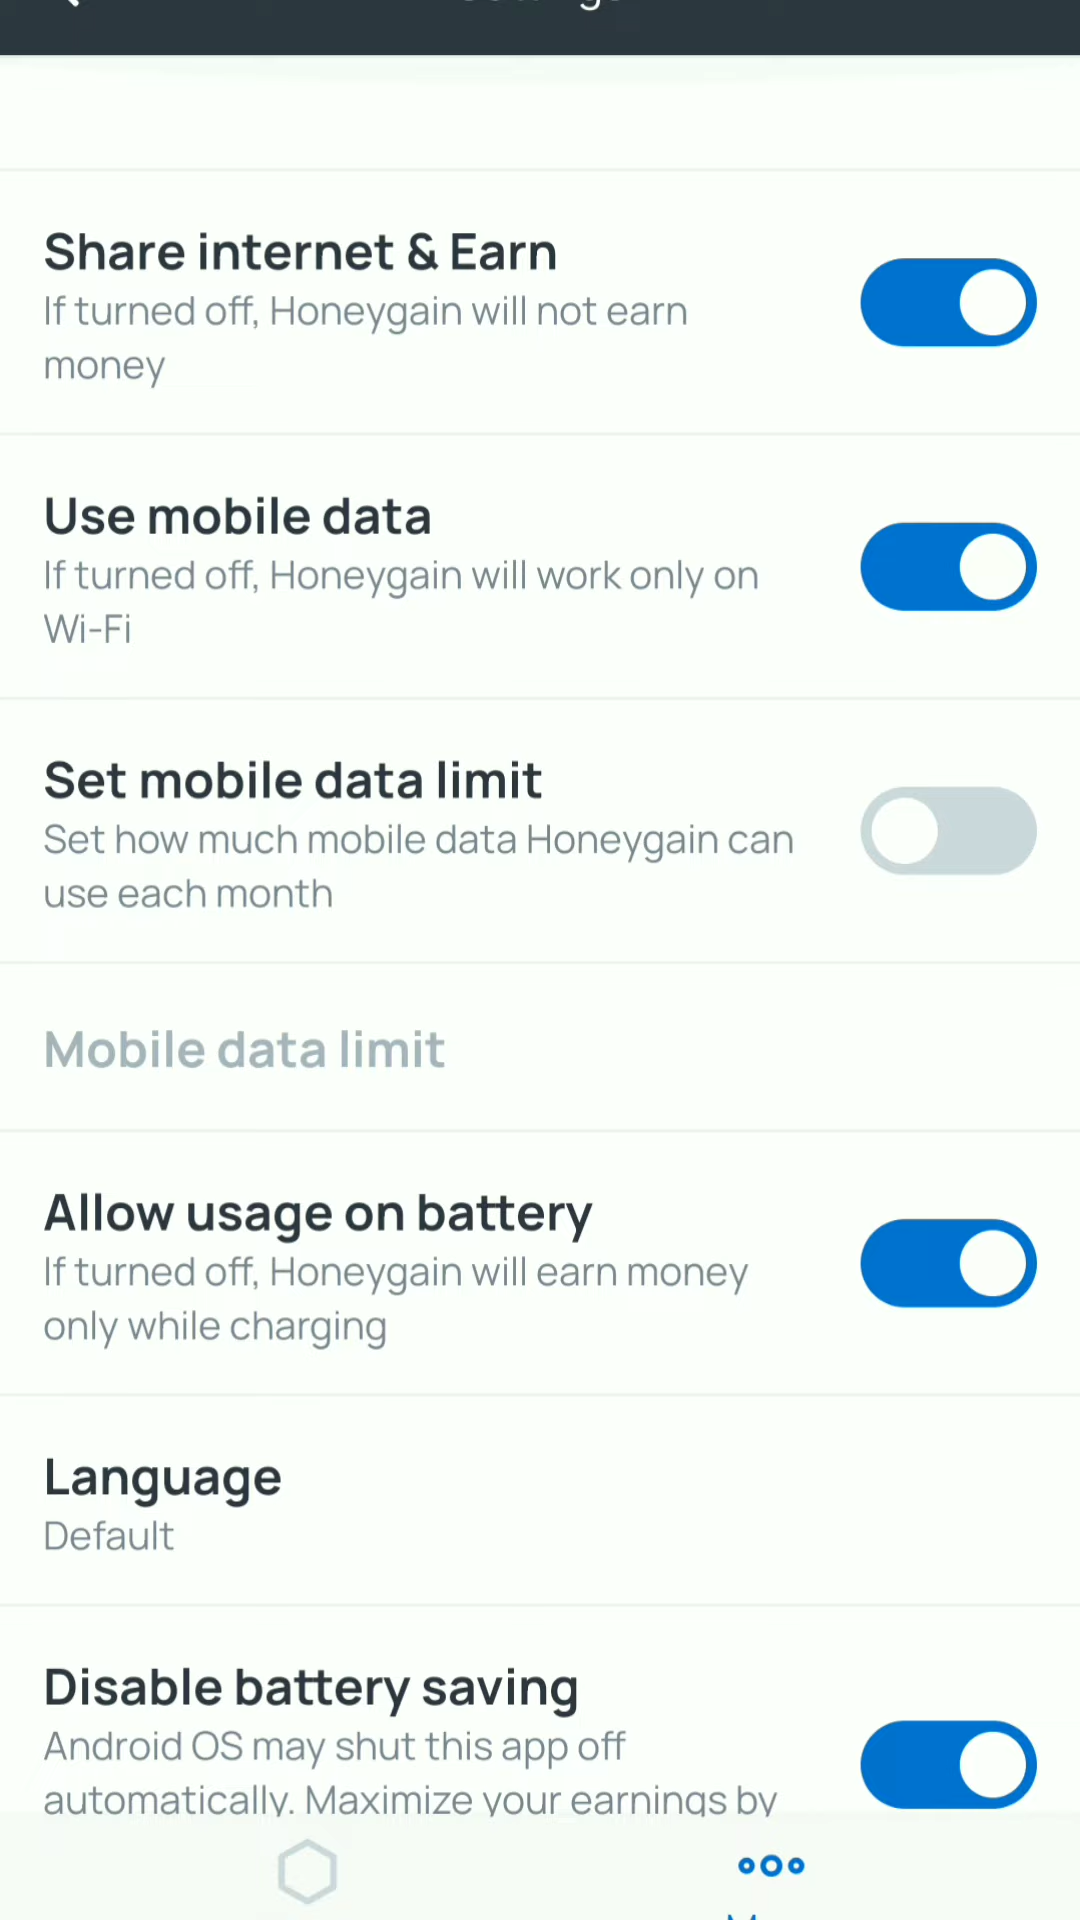 Share internet & Earn
If turned off, Honeygain will not earn
money
Use mobile data
If turned off, Honeygain will work only on
Wi-Fi
Set mobile data limit
Set how much mobile data Honeygain can
use each month
Mobile data limit
Allow usage on battery
If turned off, Honeygain will earn money
only while charging
Language
Default
Disable battery saving
Android OS may shut this app off
automatically. Maximize your earnings by